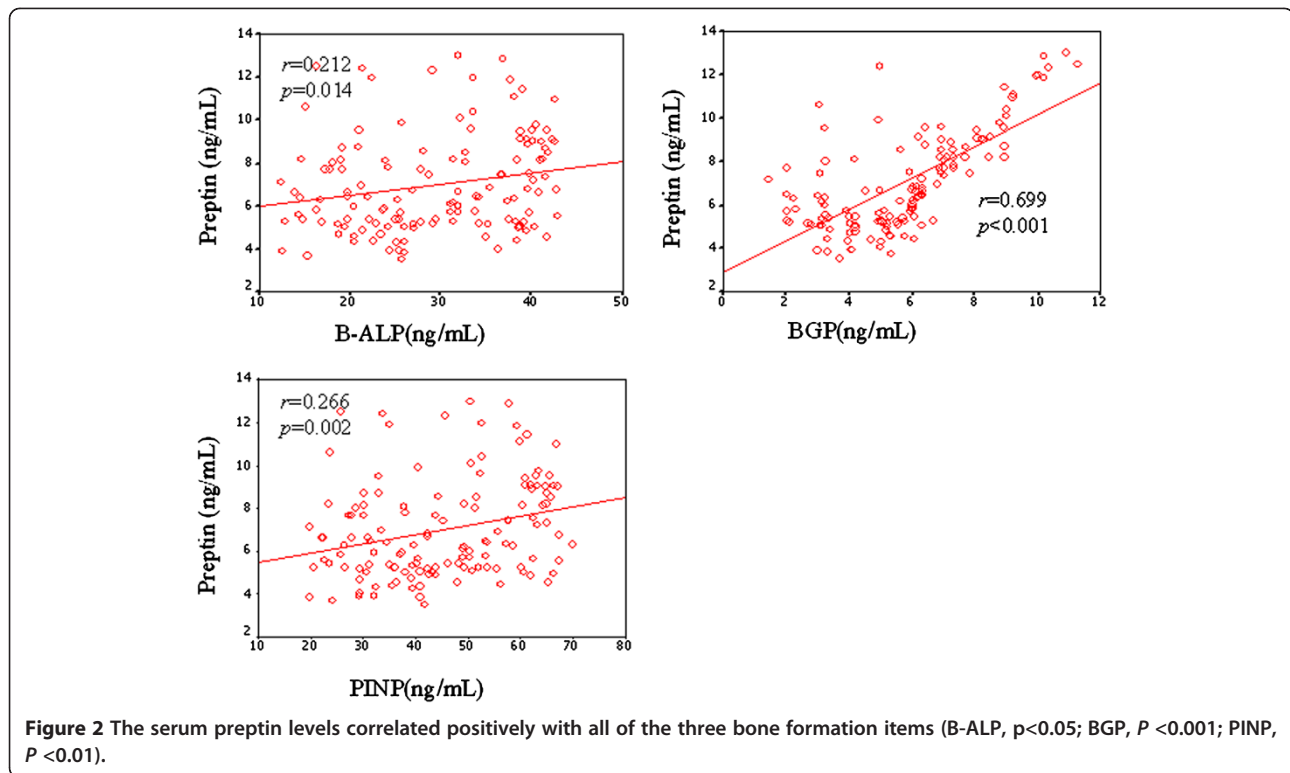 14
12
10
8
6
4
2
Preptin (ng/mL)
r=0.212
p=0.014
10 20 30 40 50
B-ALP(ng/mL)
14
12
10
8
6
4
2
Preptin (ng/mL)
r=0.699
p<0.001
0 2 4 6 8 10 12
BGP(ng/mL)
14
12
10
8
6
4
2
Preptin (ng/mL)
r=0.266
p=0.002
10 20 30 40 50 60 70 80
PINP(ng/mL)
Figure 2 The serum preptin levels correlated positively with all of the three bone formation items (B-ALP, p<0.05; BGP, P <0.001; PINP,
P <0.01).